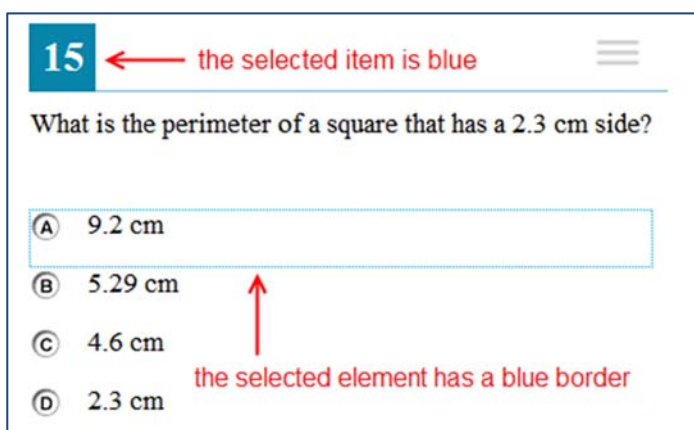 15
the selected item is blue
What is the perimeter of a square that has a 2.3 cm side?
A 9.2 cm
B 5.29 cm
C 4.6 cm
the selected element has a blue border
D 2.3 cm